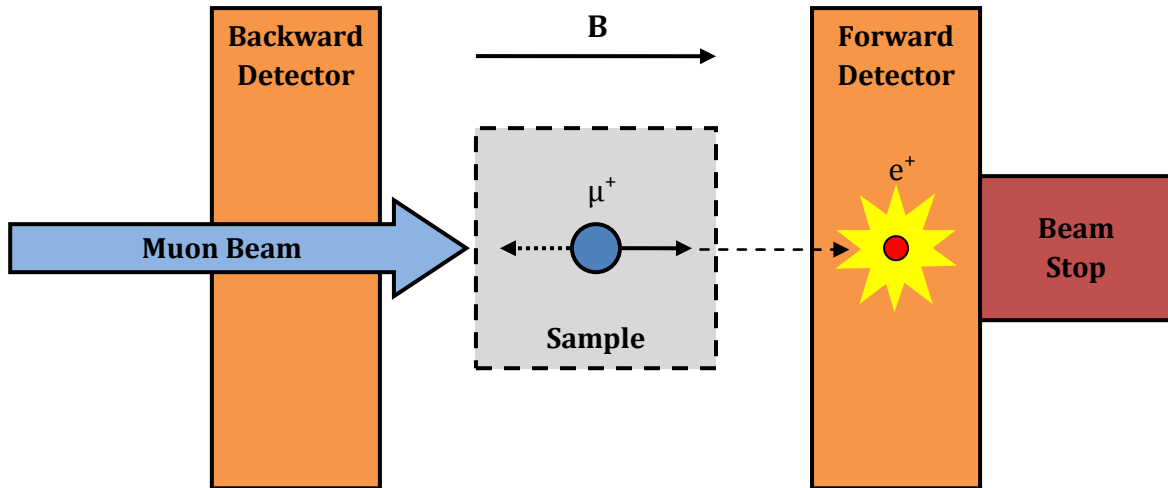 Backward
Detector
B
Forward
Detector
μ⁺
e⁺
Muon Beam
Sample
Beam
Stop